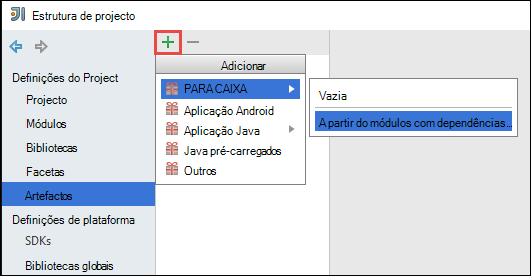 Estrutura de projecto
Adicionar
Definições do Project
Projecto
Módulos
Bibliotecas
Facetas
Artefactos
Definições de plataforma
SDKs
Bibliotecas globais
PARA CAIXA
Aplicação Android
Aplicação Java
Java pré-carregados
Outros
Vazia
A partir do módulos com dependências...